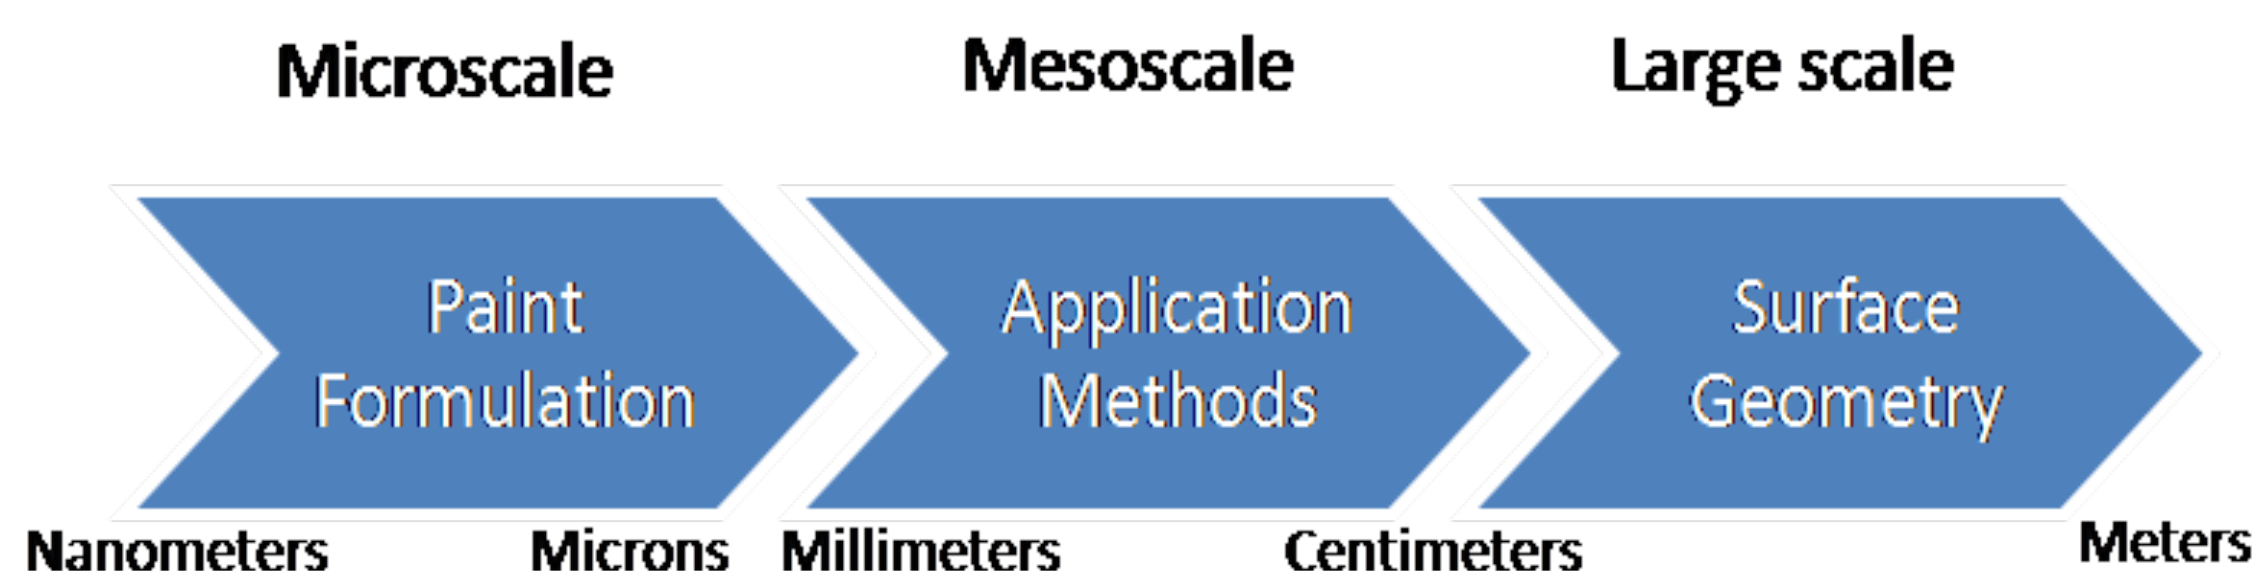 Microscale Mesoscale Large scale
Paint
Formulation
Application
Methods
Surface
Geometry
Nanometers Microns Millimeters Centimeters Meters